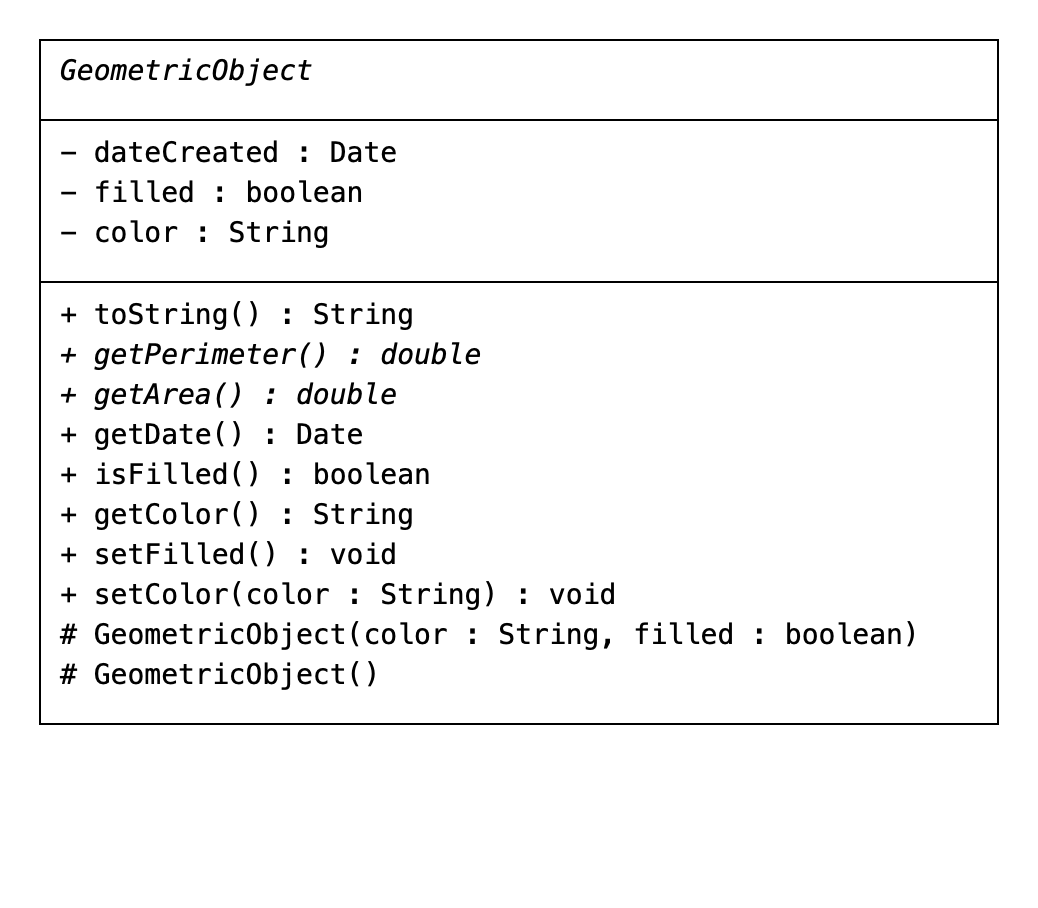 GeometricObject
− dateCreated : Date
− filled : boolean
− color : String
+ toString() : String
+ getPerimeter() : double
+ getArea() : double
+ getDate() : Date
+ isFilled() : boolean
+ getColor() : String
+ setFilled() : void
+ setColor(color : String) : void
# GeometricObject(color : String, filled : boolean)
# GeometricObject()